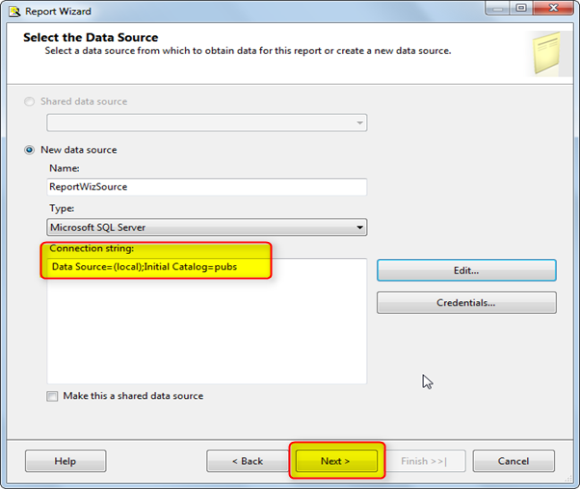 Report Wizard
Select the Data Source
Select a data source from which to obtain data for this report or create a new data source.
Shared data source
New data source
Name:
ReportWizSource
Type:
Microsoft SQL Server
Connection string:
Data Source=(local);Initial Catalog=pubs
Edit...
Credentials...
Make this a shared data source
Help
< Back
Next >
Finish >>|
Cancel